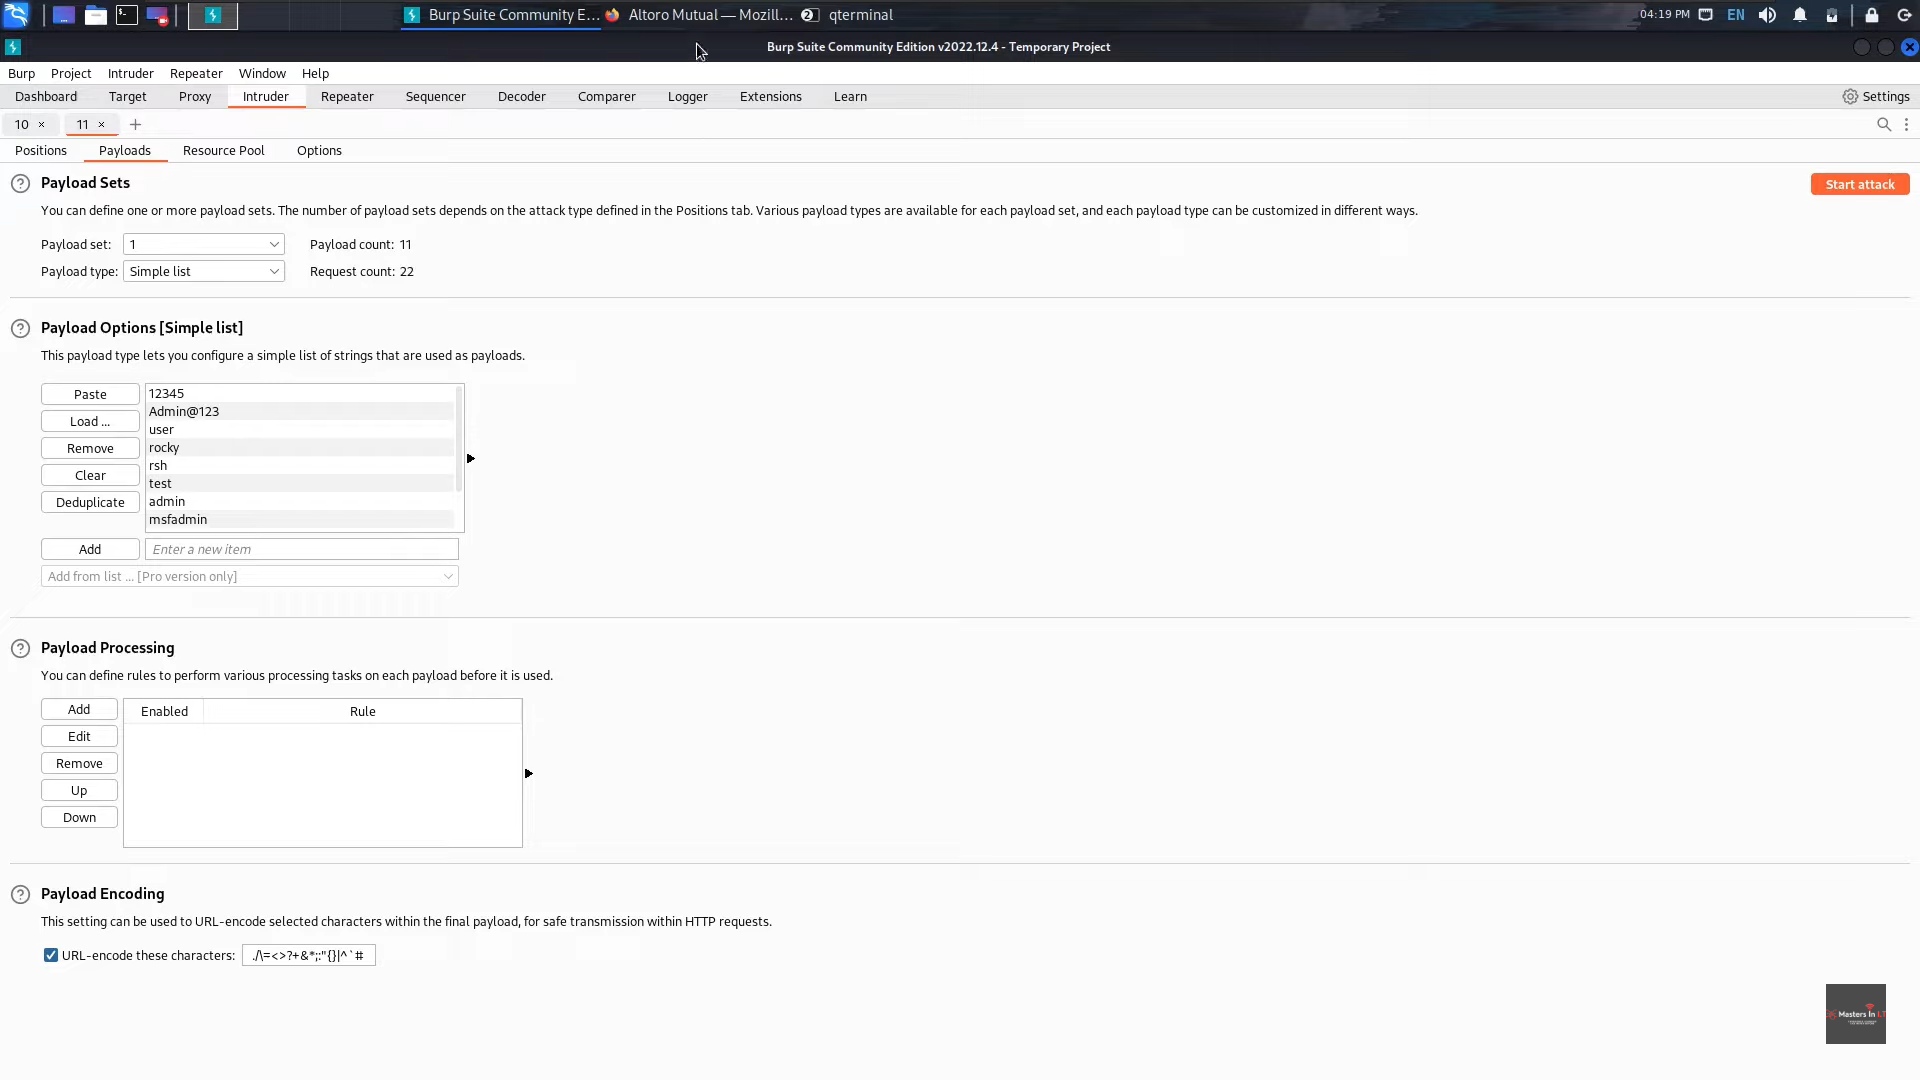 Burp Suite Community E... Altoro Mutual — Mozill... 2 qterminal 04:19 PM EN
Burp Suite Community Edition v2022.12.4 - Temporary Project
Burp Project Intruder Repeater Window Help
Dashboard Target Proxy Intruder Repeater Sequencer Decoder Comparer Logger Extensions Learn Settings
10 × 11 × +
Positions Payloads Resource Pool Options
? Payload Sets Start attack
You can define one or more payload sets. The number of payload sets depends on the attack type defined in the Positions tab. Various payload types are available for each payload set, and each payload type can be customized in different ways.
Payload set: 1 Payload count: 11
Payload type: Simple list Request count: 22
? Payload Options [Simple list]
This payload type lets you configure a simple list of strings that are used as payloads.
Paste
Load ...
Remove
Clear
Deduplicate
12345
Admin@123
user
rocky
rsh
test
admin
msfadmin
Add Enter a new item
Add from list ... [Pro version only]
? Payload Processing
You can define rules to perform various processing tasks on each payload before it is used.
Add
Edit
Remove
Up
Down
Enabled Rule
? Payload Encoding
This setting can be used to URL-encode selected characters within the final payload, for safe transmission within HTTP requests.
URL-encode these characters: ./\=<>?+&*;:"{}|^`#
Masters In I.T